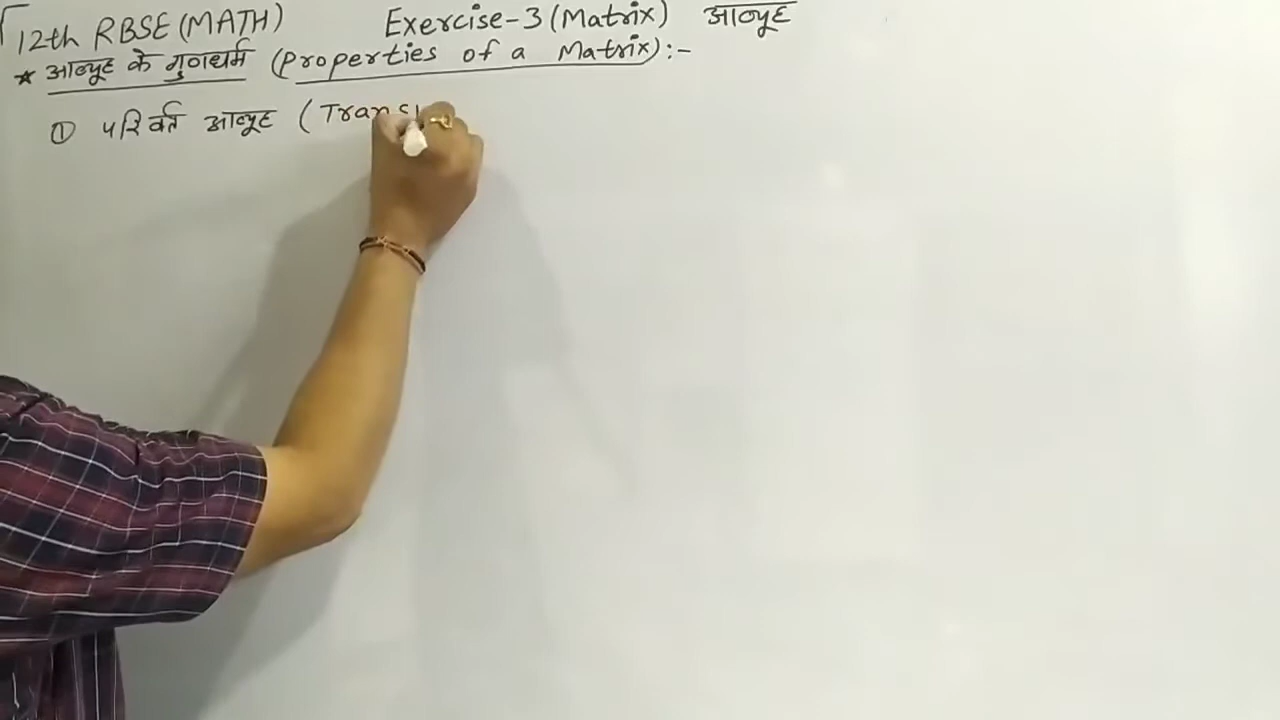 12th RBSE (MATH) Exercise-3 (Matrix) आव्यूह
★ आव्यूह के गुणधर्म (Properties of a Matrix):-
① परिवर्त आव्यूह (Trans